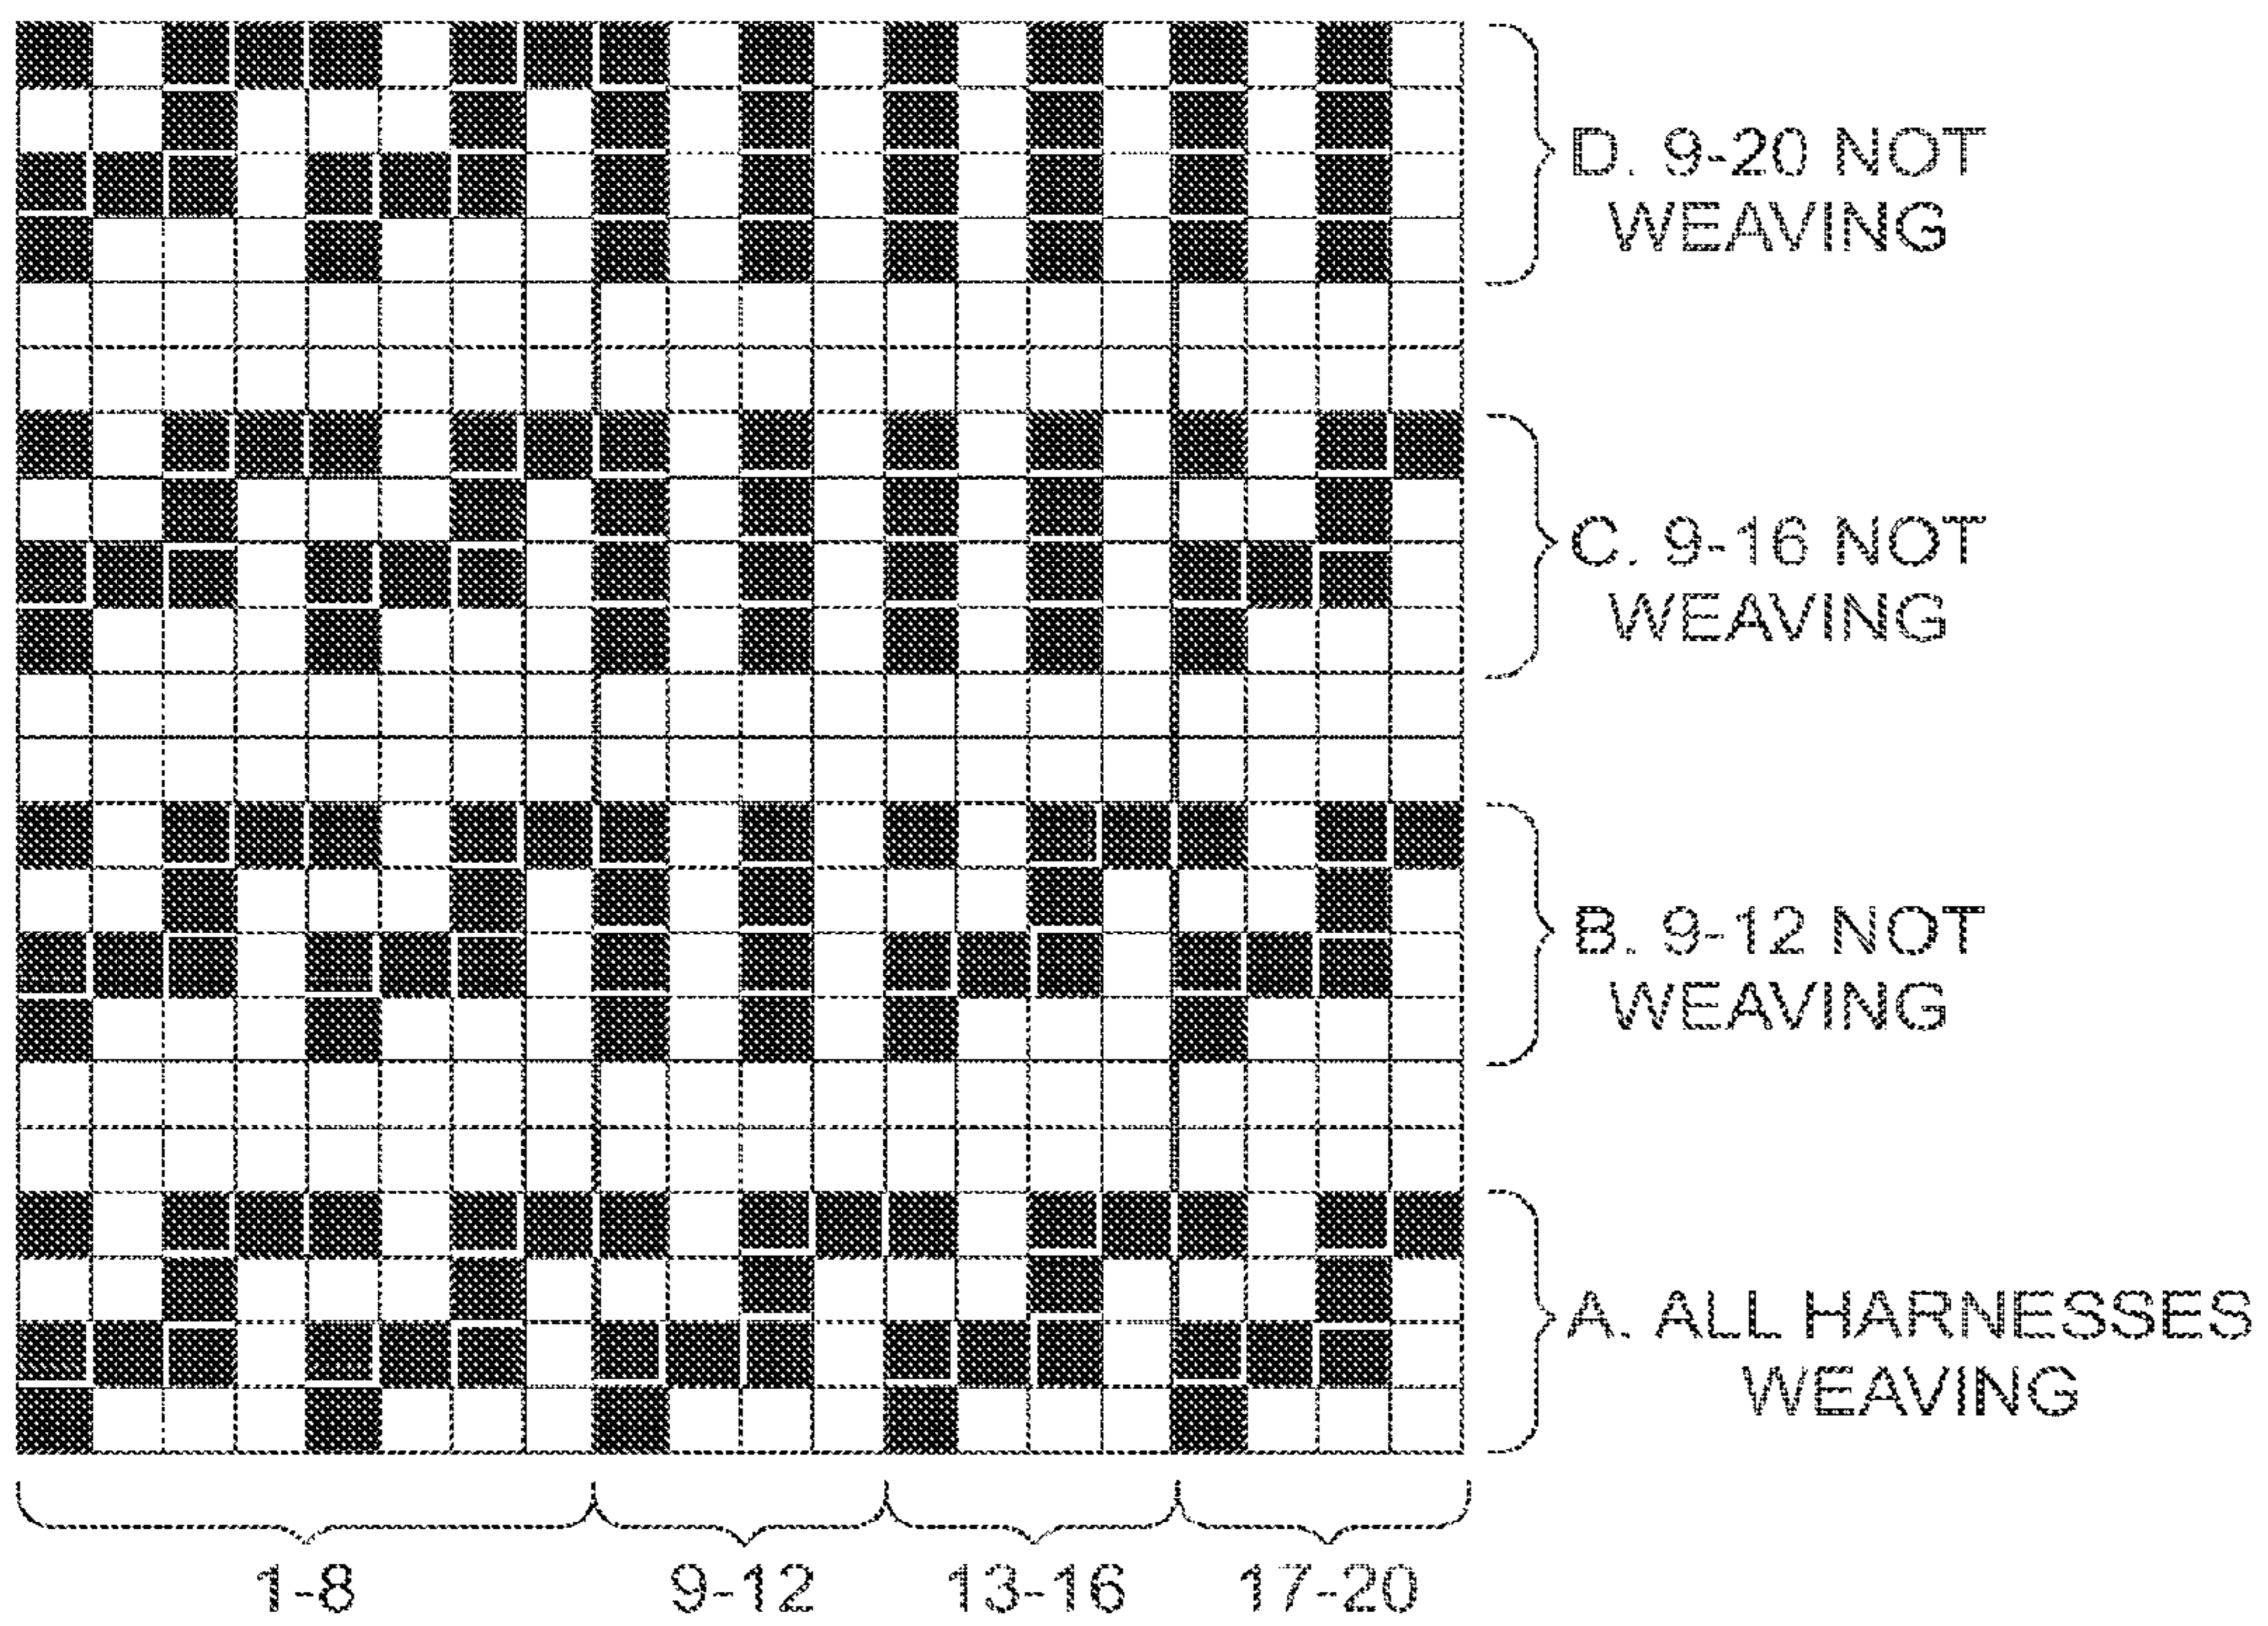 D. 9-20 NOT
WEAVING
C. 9-16 NOT
WEAVING
B. 9-12 NOT
WEAVING
A. ALL HARNESSES
WEAVING
1-8
9-12
13-16
17-20